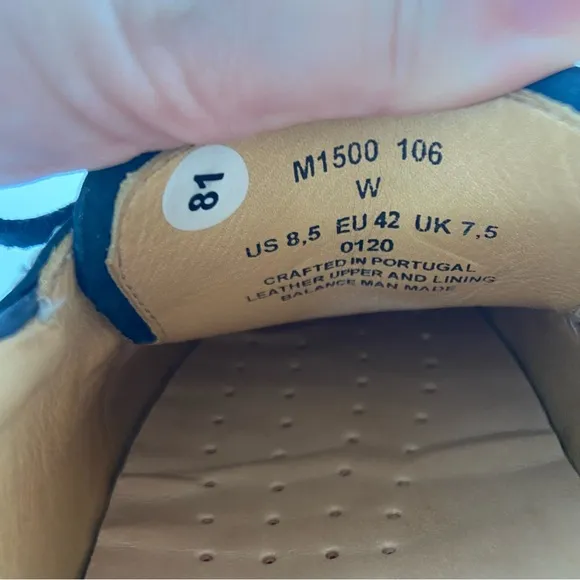 81
M1500 106
W
US 8,5 EU 42 UK 7,5
0120
CRAFTED IN PORTUGAL
LEATHER UPPER AND LINING
BALANCE MAN MADE